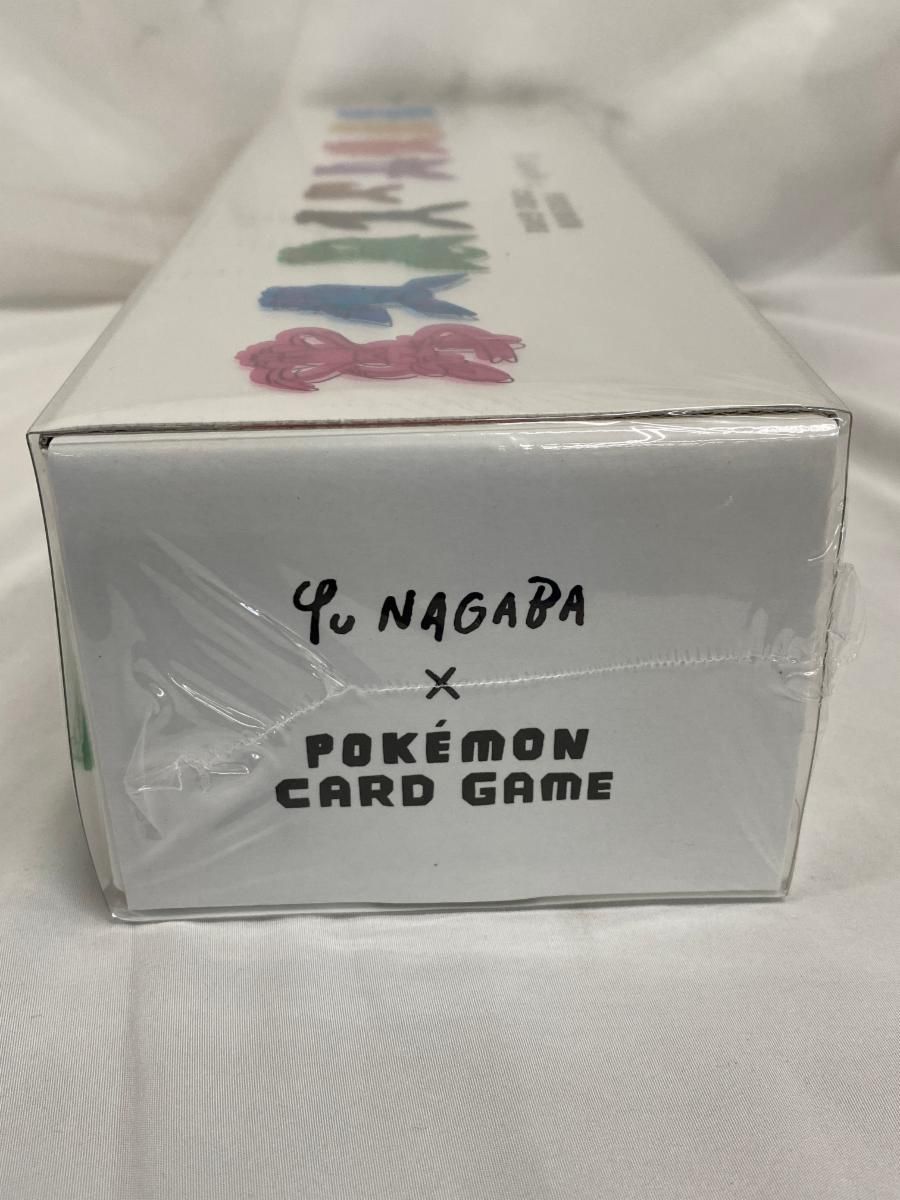 Yu NAGABA
×
POKÉMON
CARD GAME